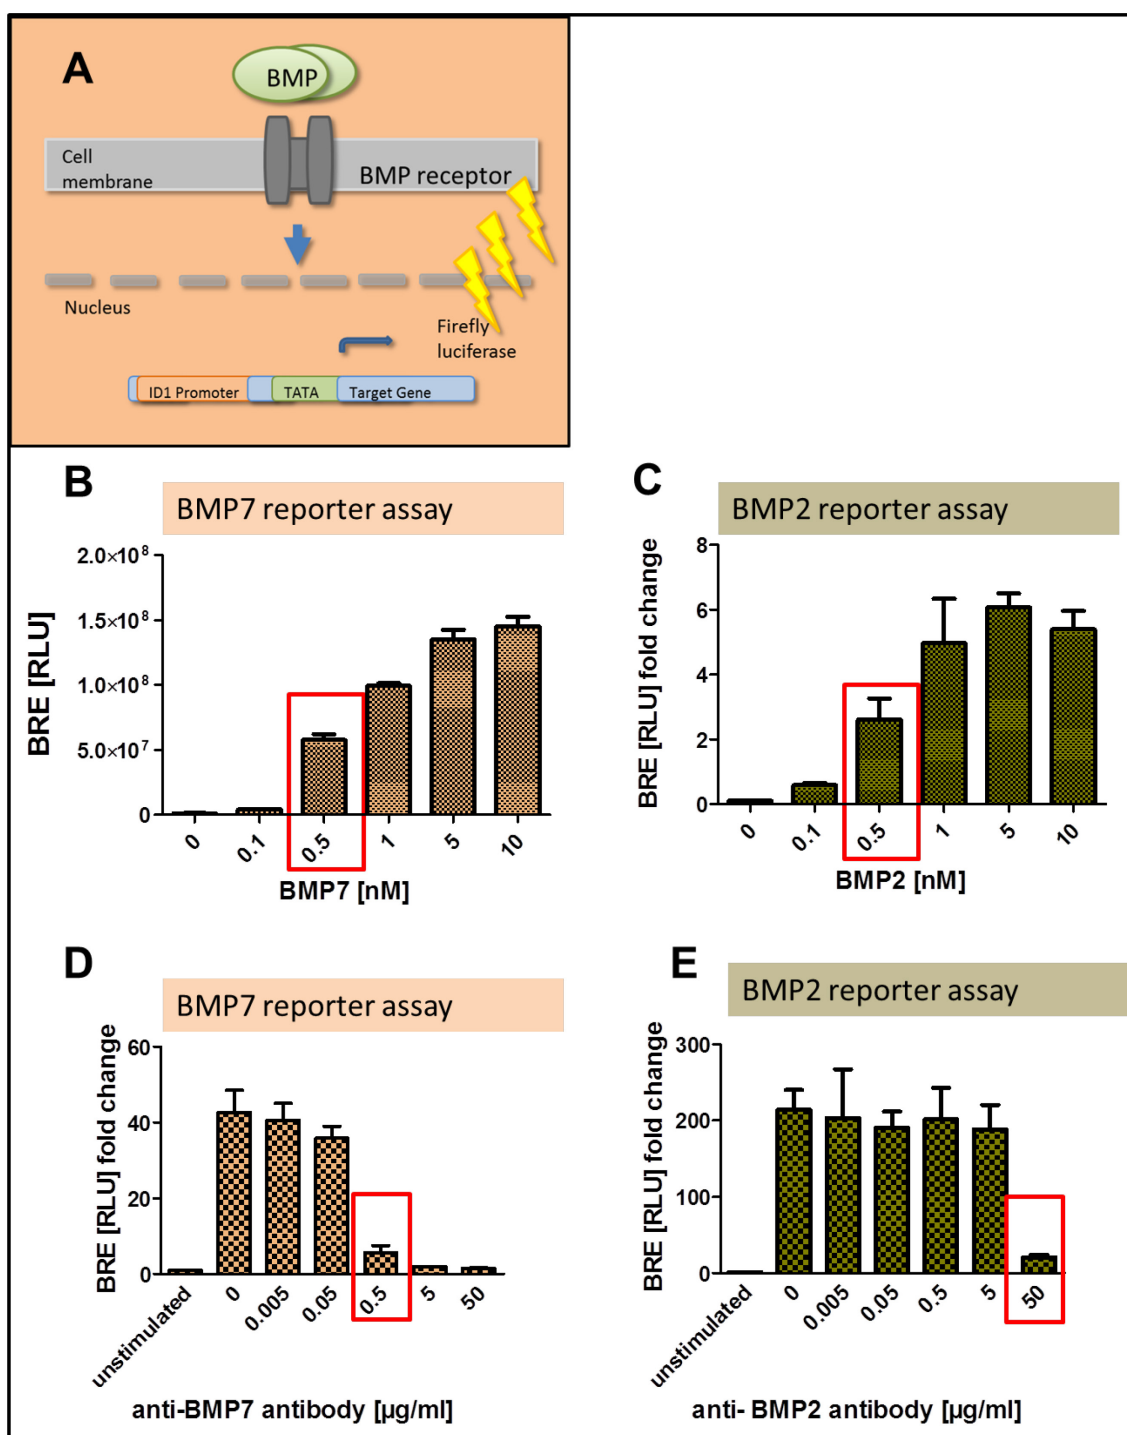 A
BMP
Cell
membrane
BMP receptor
Nucleus
Firefly
luciferase
ID1 Promoter
TATA
Target Gene
B
BMP7 reporter assay
BRE [RLU]
2.0×10⁸
1.5×10⁸
1.0×10⁸
5.0×10⁷
0
0 0.1 0.5 1 5 10
BMP7 [nM]
C
BMP2 reporter assay
BRE [RLU] fold change
8
6
4
2
0
0 0.1 0.5 1 5 10
BMP2 [nM]
D
BMP7 reporter assay
BRE [RLU] fold change
60
40
20
0
unstimulated 0 0.005 0.05 0.5 5 50
anti-BMP7 antibody [µg/ml]
E
BMP2 reporter assay
BRE [RLU] fold change
300
200
100
0
unstimulated 0 0.005 0.05 0.5 5 50
anti- BMP2 antibody [µg/ml]